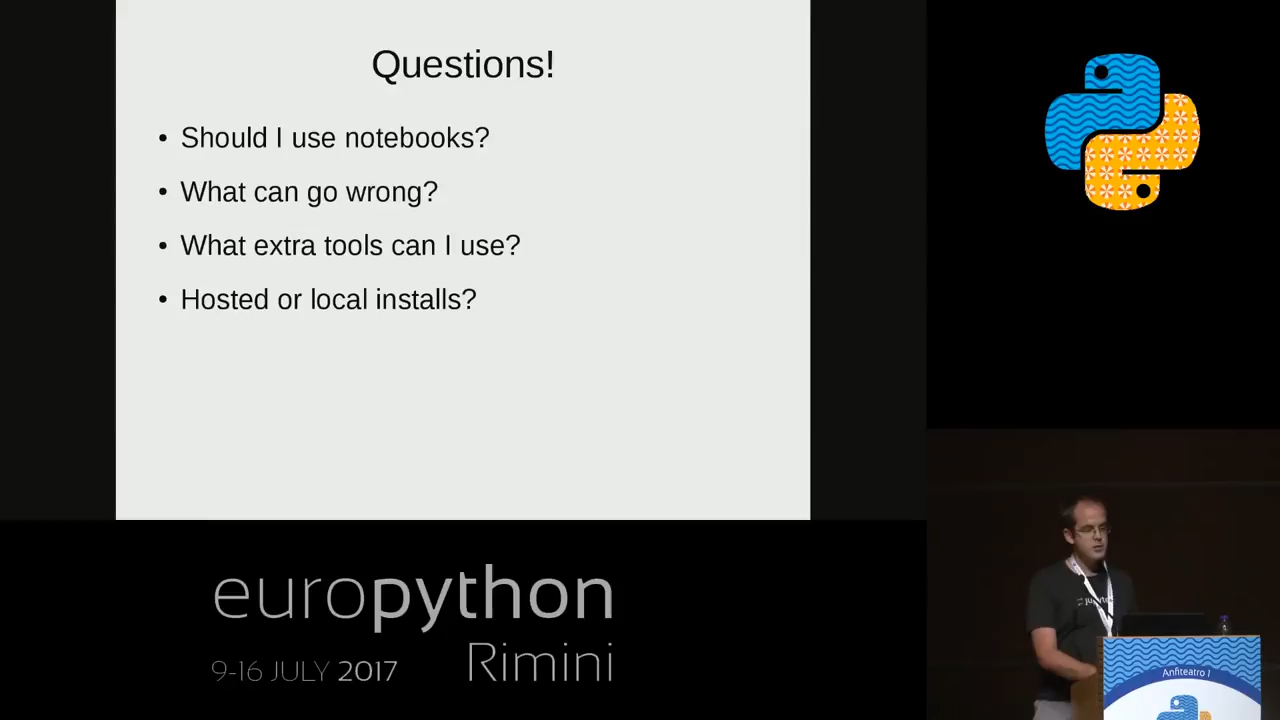 Questions!
• Should I use notebooks?
• What can go wrong?
• What extra tools can I use?
• Hosted or local installs?
europython
9-16 JULY 2017 Rimini
Anfiteatro I